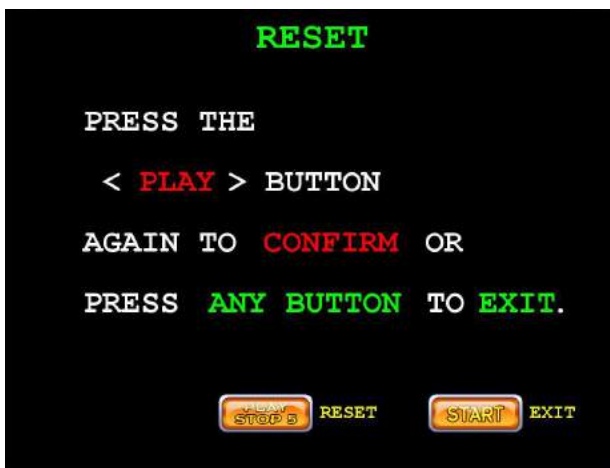 RESET
PRESS THE
< PLAY > BUTTON
AGAIN TO CONFIRM OR
PRESS ANY BUTTON TO EXIT.
PLAY
STOP 5 RESET START EXIT